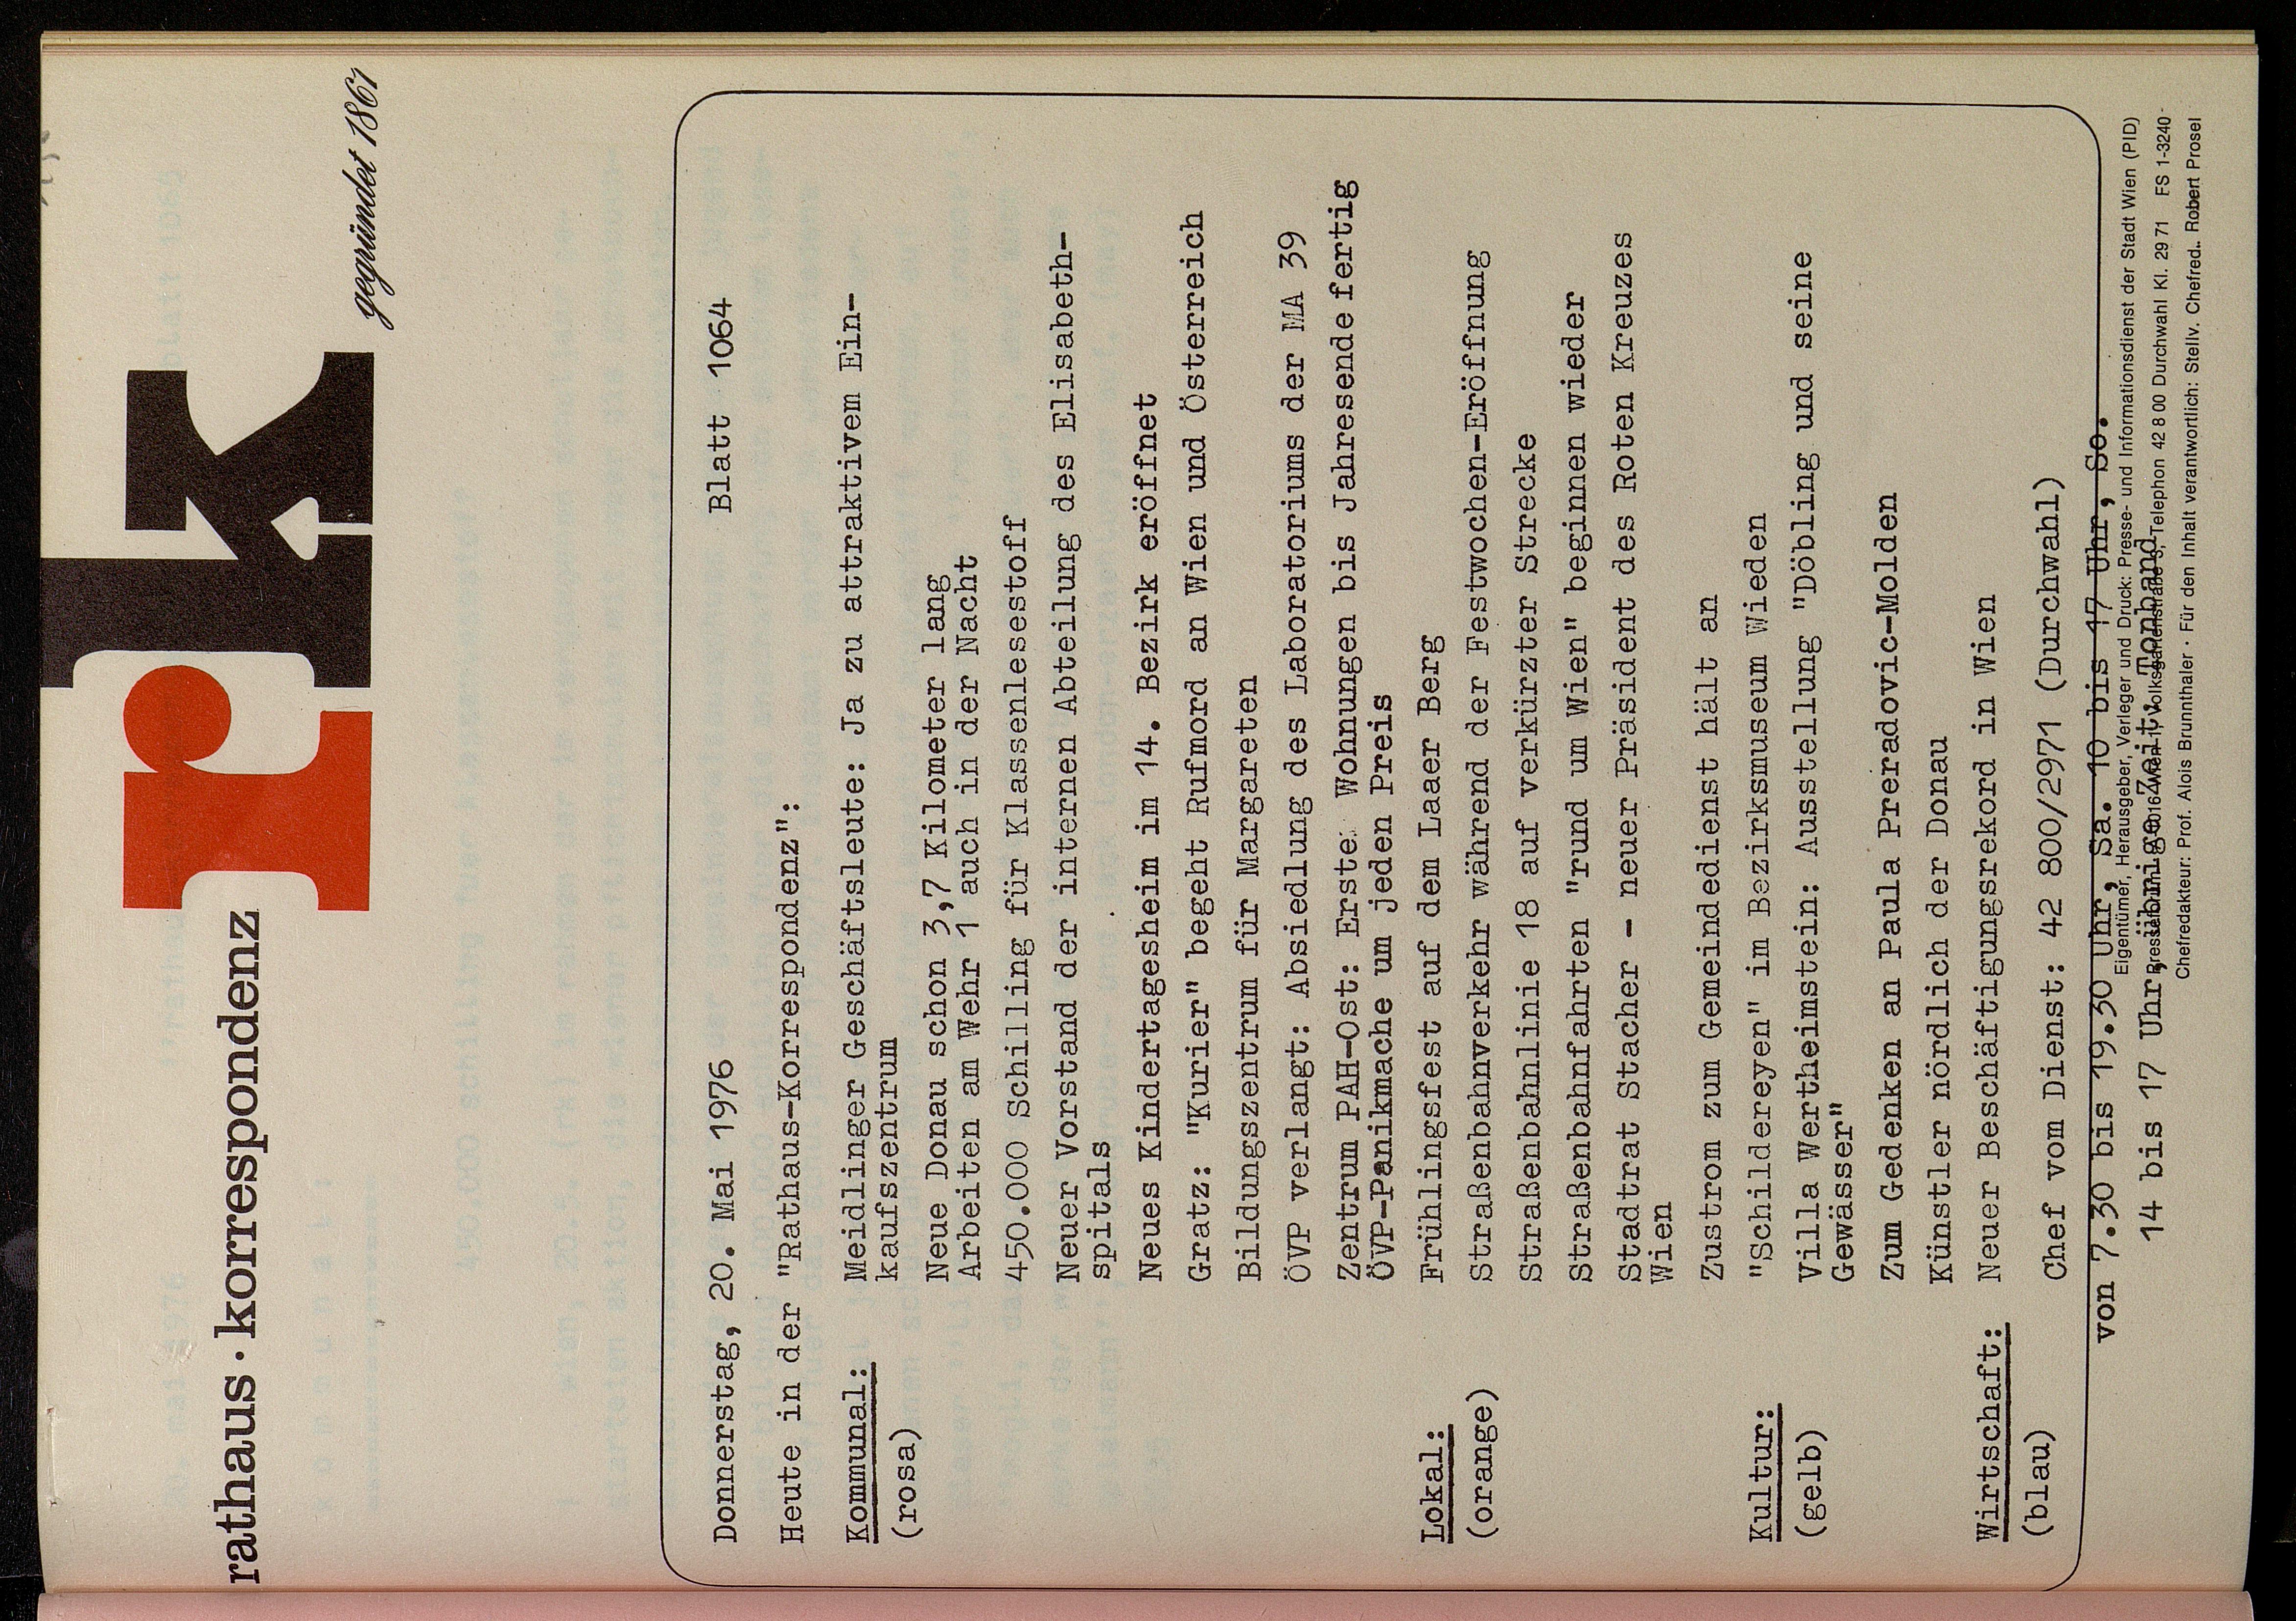 rathaus · korrespondenz
rk
gegründet 1861
Donnerstag, 20. Mai 1976 Blatt 1064
Heute in der "Rathaus-Korrespondenz":
Kommunal: Meidlinger Geschäftsleute: Ja zu attraktivem Ein-
(rosa) kaufszentrum
Neue Donau schon 3,7 Kilometer lang
Arbeiten am Wehr 1 auch in der Nacht
450.000 Schilling für Klassenlesestoff
Neuer Vorstand der internen Abteilung des Elisabeth-
spitals
Neues Kindertagesheim im 14. Bezirk eröffnet
Gratz: "Kurier" begeht Rufmord an Wien und Österreich
Bildungszentrum für Margareten
ÖVP verlangt: Absiedlung des Laboratoriums der MA 39
Zentrum PAH-Ost: Erste Wohnungen bis Jahresende fertig
ÖVP-Panikmache um jeden Preis
Lokal: Frühlingsfest auf dem Laaer Berg
(orange) Straßenbahnverkehr während der Festwochen-Eröffnung
Straßenbahnlinie 18 auf verkürzter Strecke
Straßenbahnfahrten "rund um Wien" beginnen wieder
Stadtrat Stacher - neuer Präsident des Roten Kreuzes
Wien
Zustrom zum Gemeindedienst hält an
Kultur: "Schildereyen" im Bezirksmuseum Wieden
(gelb) Villa Wertheimstein: Ausstellung "Döbling und seine
Gewässer"
Zum Gedenken an Paula Preradovic-Molden
Künstler nördlich der Donau
Wirtschaft: Neuer Beschäftigungsrekord in Wien
(blau)
Chef vom Dienst: 42 800/2971 (Durchwahl)
von 7.30 bis 19.30 Uhr, Sa. 10 bis 17 Uhr, So.
14 bis 17 Uhr, übrige Zeit, Tonband
Eigentümer, Herausgeber, Verleger und Druck: Presse- und Informationsdienst der Stadt Wien (PID)
Telephon 42 8 00 Durchwahl Kl. 29 71 FS 1-3240 ·
Chefredakteur: Prof. Alois Brunnthaler · Für den Inhalt verantwortlich: Stellv. Chefred.. Robert Prosel